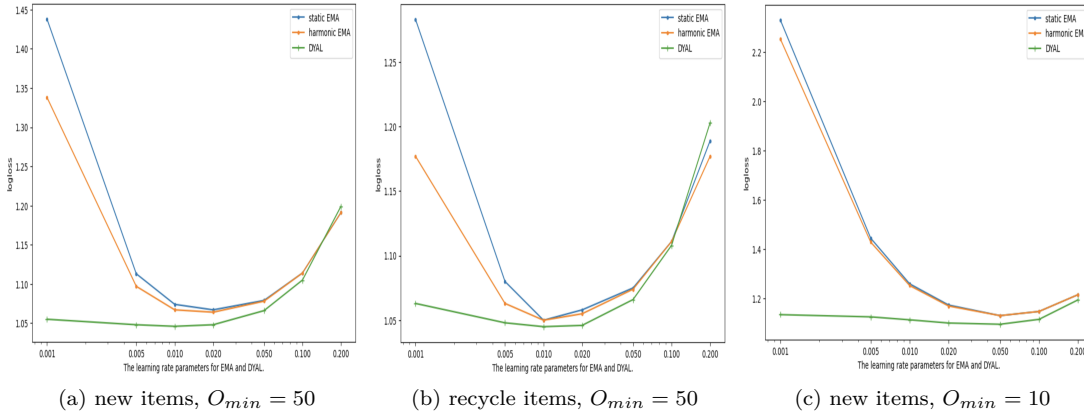 1.45
1.40
1.35
1.30
1.25
1.20
1.15
1.10
1.05
logloss
static EMA
harmonic EMA
DYAL
0.001
0.005
0.010
0.020
0.050
0.100
0.200
The learning rate parameters for EMA and DYAL.
(a) new items, O_min = 50
1.25
1.20
1.15
1.10
1.05
logloss
static EMA
harmonic EMA
DYAL
0.001
0.005
0.010
0.020
0.050
0.100
0.200
The learning rate parameters for EMA and DYAL.
(b) recycle items, O_min = 50
2.2
2.0
1.8
1.6
1.4
1.2
logloss
static EMA
harmonic EMA
DYAL
0.001
0.005
0.010
0.020
0.050
0.100
0.200
The learning rate parameters for EMA and DYAL.
(c) new items, O_min = 10